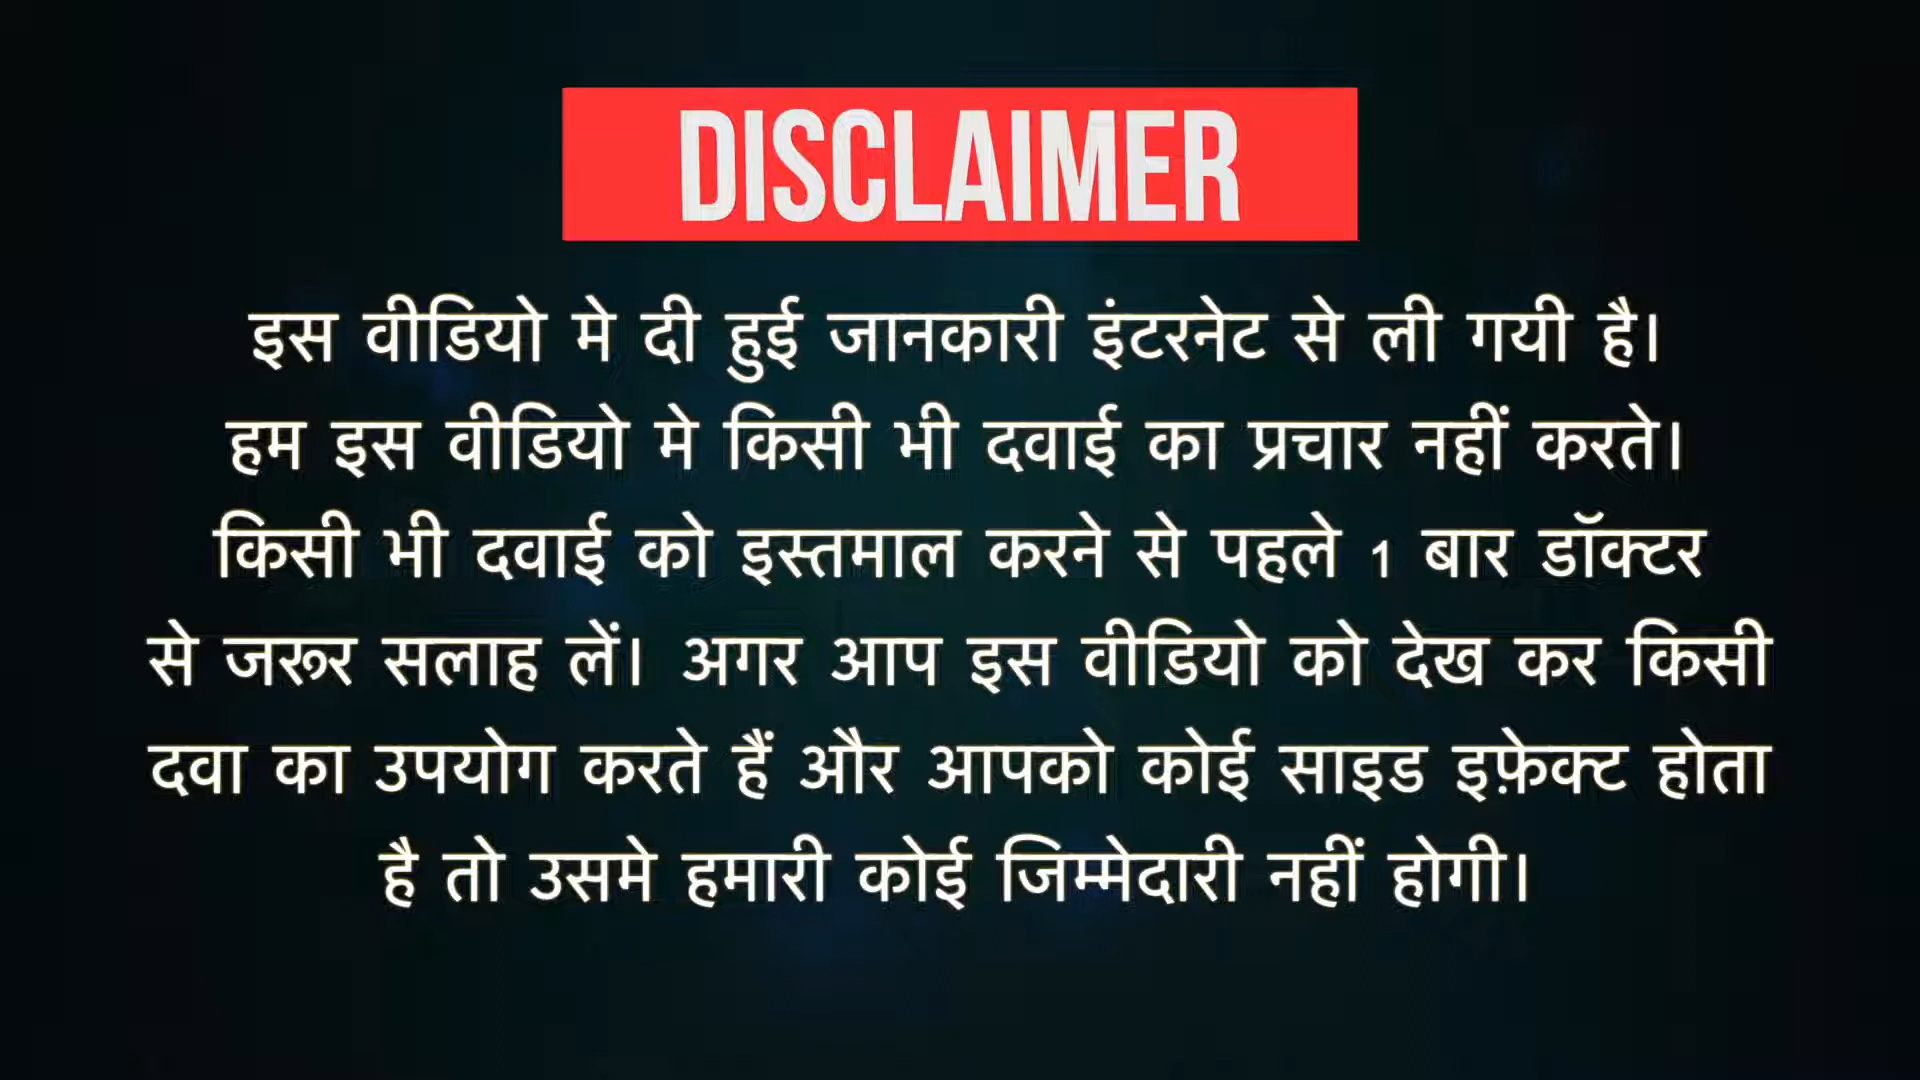 DISCLAIMER
इस वीडियो मे दी हुई जानकारी इंटरनेट से ली गयी है।
हम इस वीडियो मे किसी भी दवाई का प्रचार नहीं करते।
किसी भी दवाई को इस्तमाल करने से पहले 1 बार डॉक्टर
से जरूर सलाह लें। अगर आप इस वीडियो को देख कर किसी
दवा का उपयोग करते हैं और आपको कोई साइड इफ़ेक्ट होता
है तो उसमे हमारी कोई जिम्मेदारी नहीं होगी।